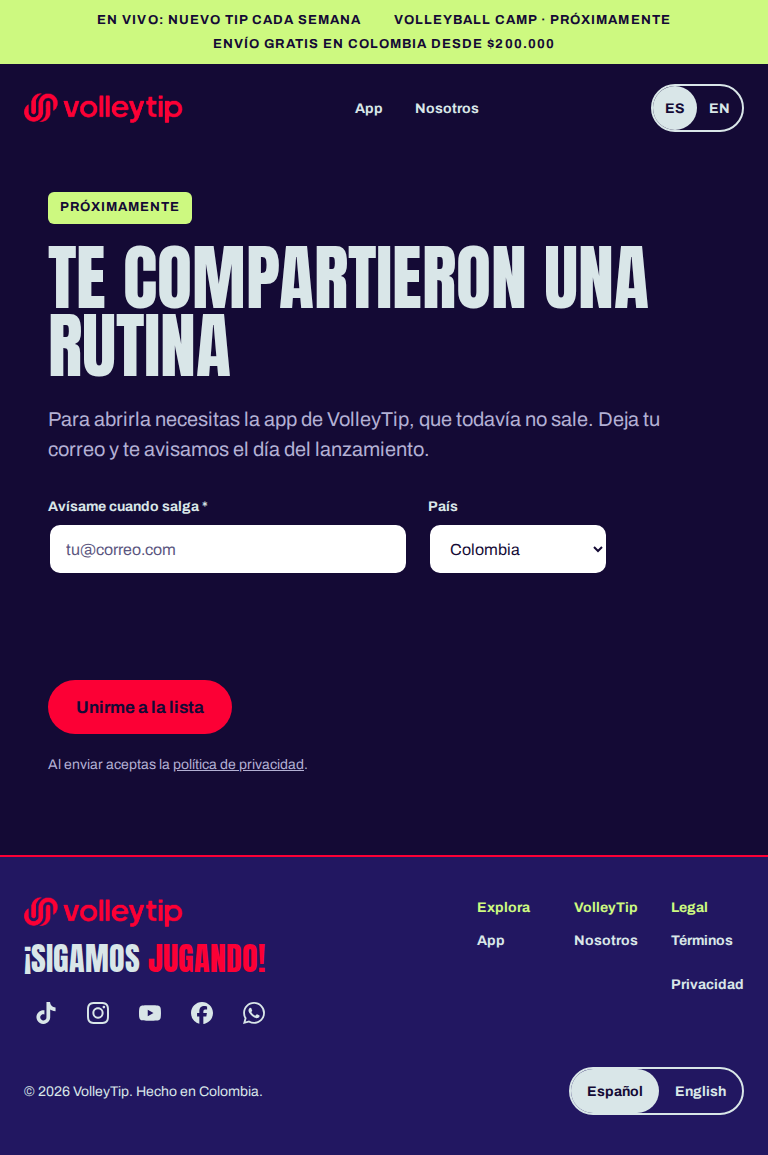 EN VIVO: NUEVO TIP CADA SEMANA VOLLEYBALL CAMP · PRÓXIMAMENTE
ENVÍO GRATIS EN COLOMBIA DESDE $200.000
volleytip App Nosotros ES EN
PRÓXIMAMENTE
TE COMPARTIERON UNA
RUTINA
Para abrirla necesitas la app de VolleyTip, que todavía no sale. Deja tu
correo y te avisamos el día del lanzamiento.
Avísame cuando salga * País
tu@correo.com Colombia
Unirme a la lista
Al enviar aceptas la política de privacidad.
volleytip
¡SIGAMOS JUGANDO!
Explora VolleyTip Legal
App Nosotros Términos
Privacidad
© 2026 VolleyTip. Hecho en Colombia. Español English